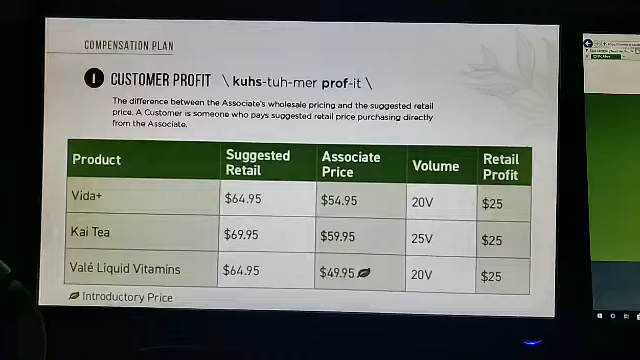 COMPENSATION PLAN
1 CUSTOMER PROFIT \ kuhs-tuh-mer prof-it \
The difference between the Associate's wholesale pricing and the suggested retail
price. A Customer is someone who pays suggested retail price purchasing directly
from the Associate.
Product Suggested Retail Associate Price Volume Retail Profit
Vida+ $64.95 $54.95 20V $25
Kai Tea $69.95 $59.95 25V $25
Valé Liquid Vitamins $64.95 $49.95 20V $25
Introductory Price